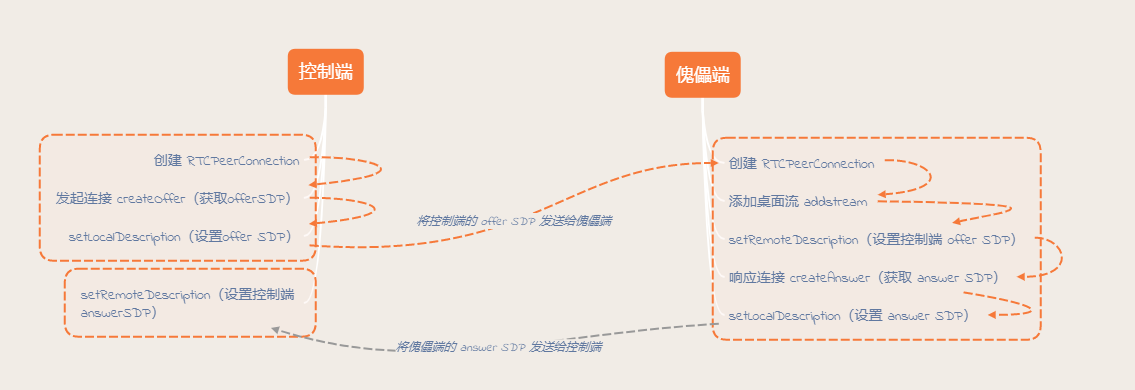 控制端
傀儡端
创建 RTCPeerConnection
发起连接 createOffer（获取offerSDP）
setLocalDescription（设置offer SDP）
setRemoteDescription（设置控制端
answerSDP）
将控制端的 offer SDP 发送给傀儡端
创建 RTCPeerConnection
添加桌面流 addstream
setRemoteDescription（设置控制端 offer SDP）
响应连接 createAnswer（获取 answer SDP）
setLocalDescription（设置 answer SDP）
将傀儡端的 answer SDP 发送给控制端